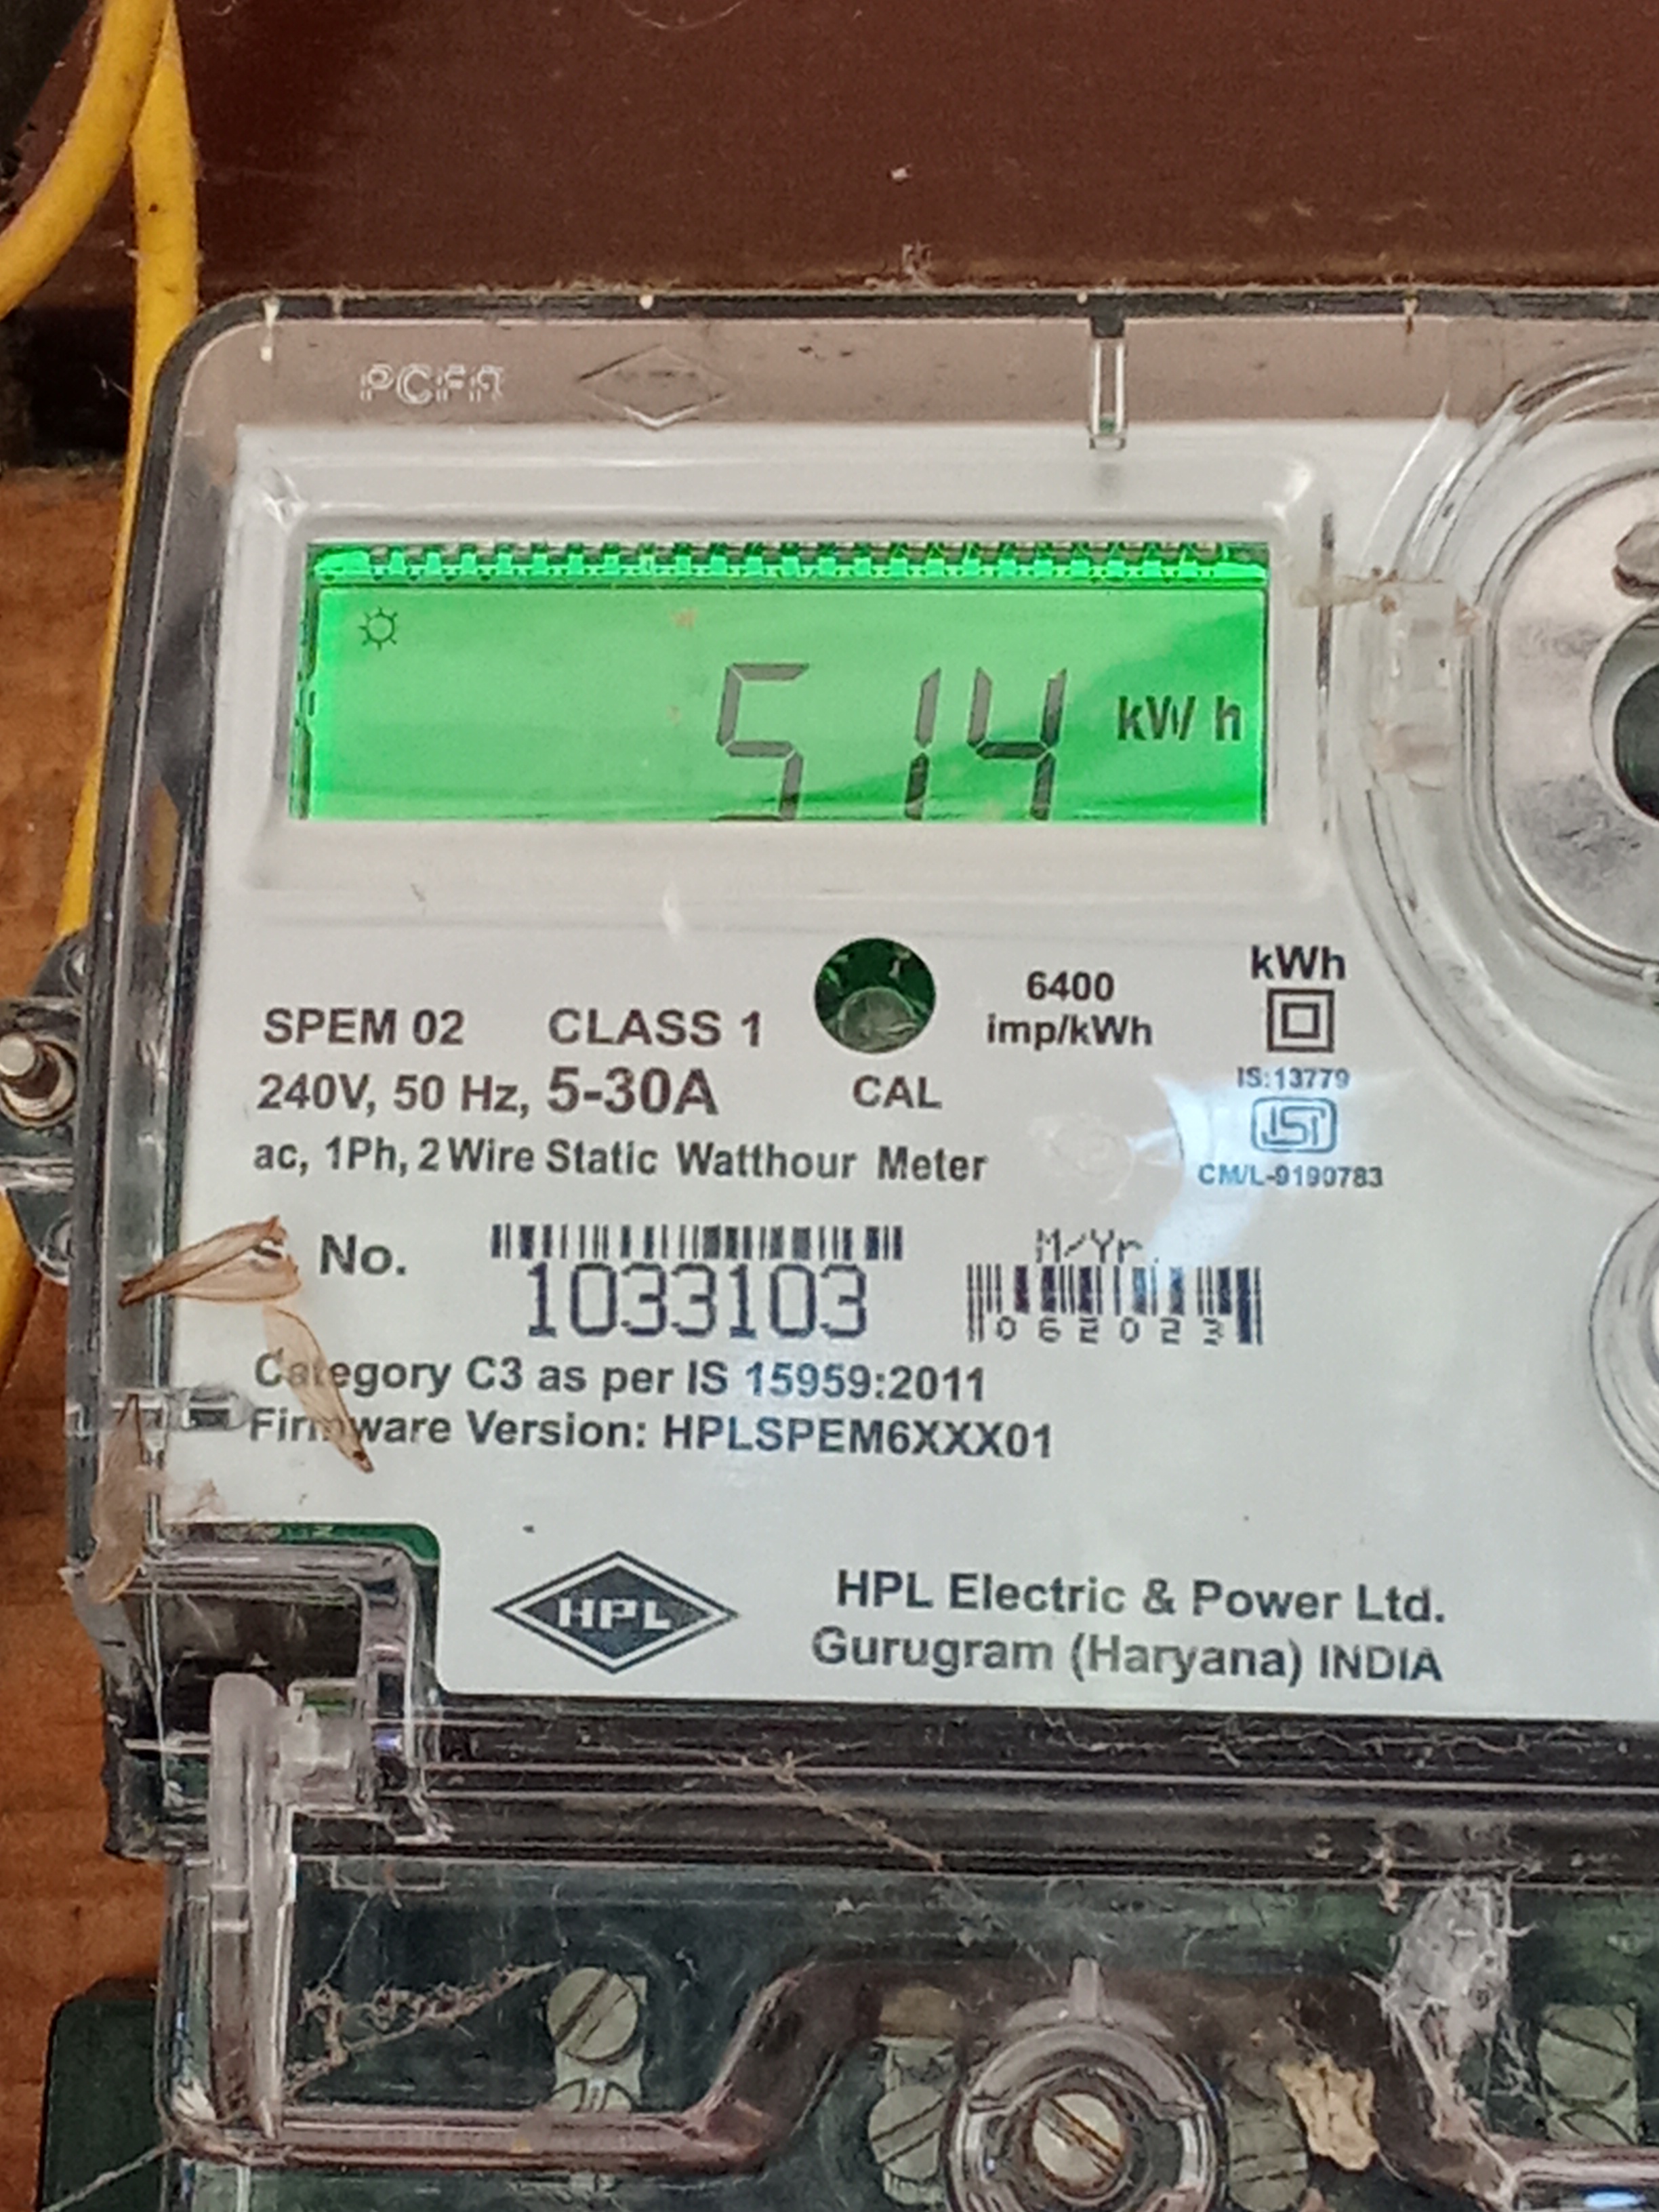 514 kWh
SPEM 02 CLASS 1
CAL
6400
imp/kWh
kWh
240V, 50 Hz, 5-30A
ac, 1Ph, 2 Wire Static Watthour Meter
IS:13779
ISI
CM/L-9190783
No. 1033103
M/Yr.
062023
Category C3 as per IS 15959:2011
Firmware Version: HPLSPEM6XXX01
HPL
HPL Electric & Power Ltd.
Gurugram (Haryana) INDIA